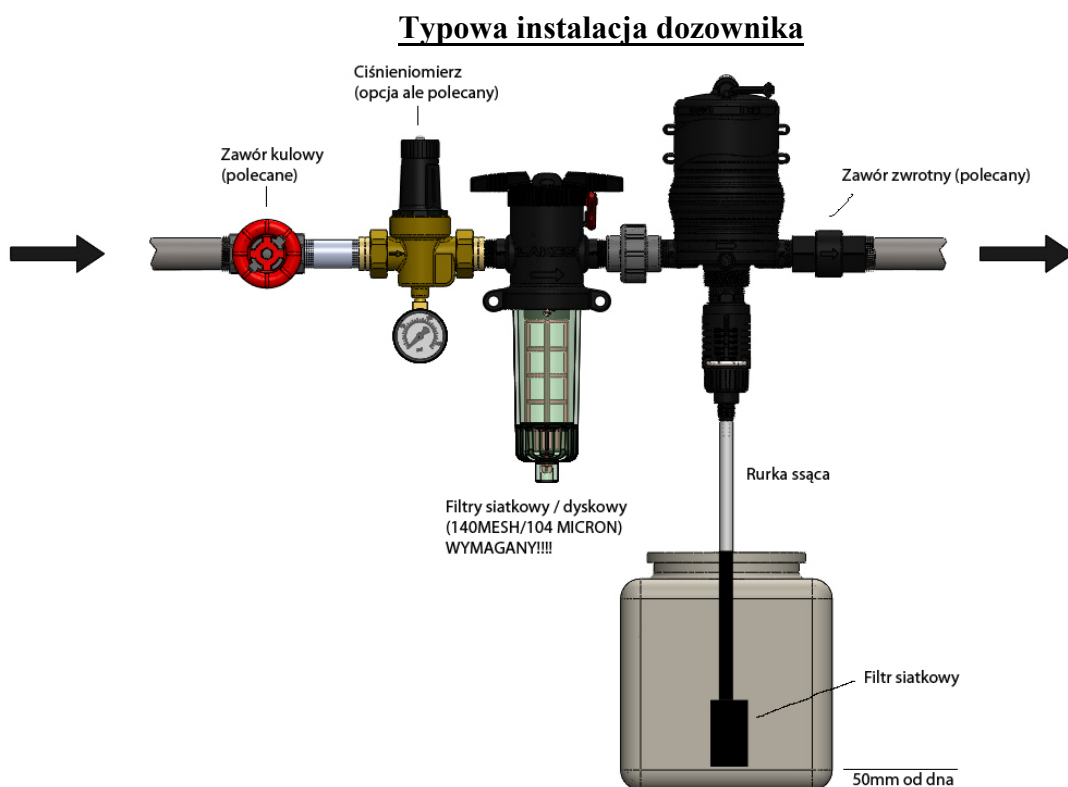 Typowa instalacja dozownika
Ciśnieniomierz
(opcja ale polecany)
Zawór kulowy
(polecane)
Zawór zwrotny (polecany)
Filtry siatkowy / dyskowy
(140MESH/104 MICRON)
WYMAGANY!!!!
Rurka ssąca
Filtr siatkowy
50mm od dna